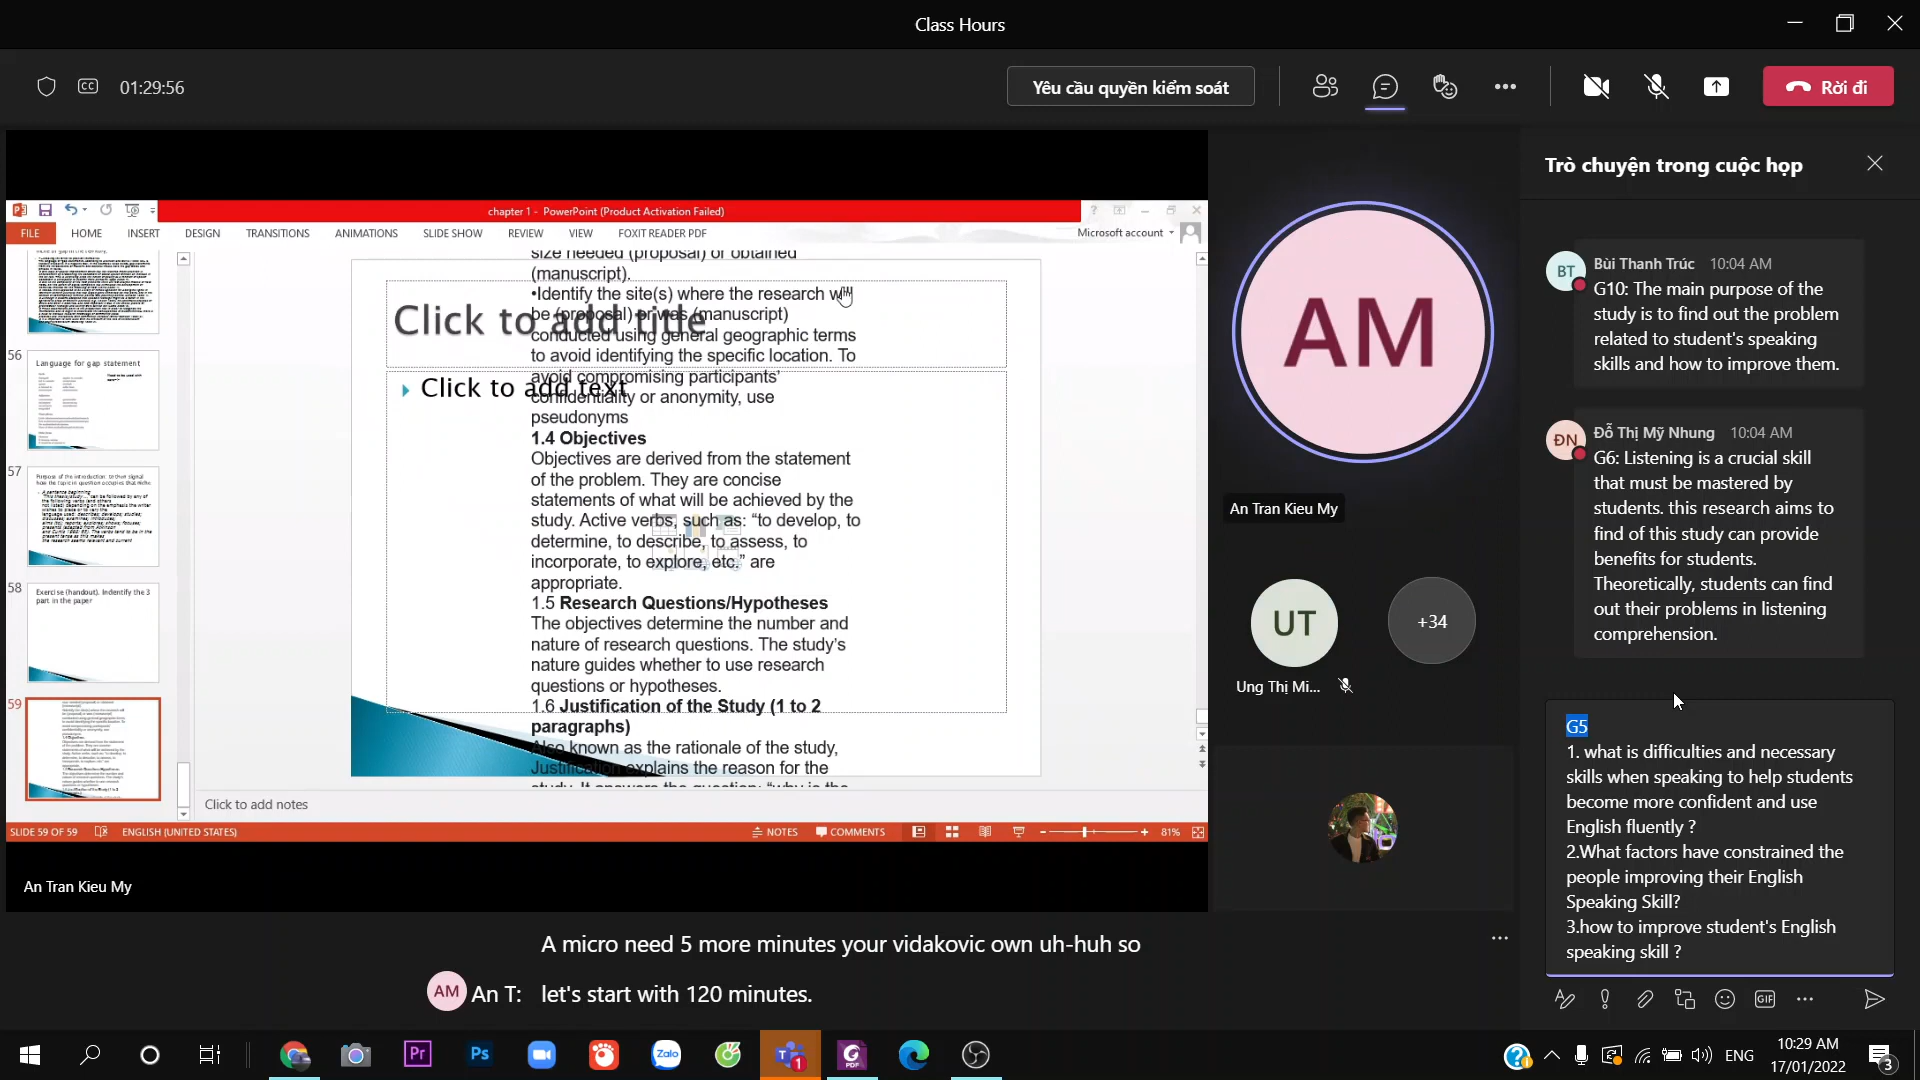 Class Hours
CC
01:29:56
Yêu cầu quyền kiểm soát
Rời đi
chapter 1 - PowerPoint (Product Activation Failed)
FILE
HOME
INSERT
DESIGN
TRANSITIONS
ANIMATIONS
SLIDE SHOW
REVIEW
VIEW
FOXIT READER PDF
Microsoft account
56
Language for gap statement
57
58
Exercise (handout). Indentify the 3
part in the paper
59
Click to add title
Click to add text
size needed (proposal) or obtained
(manuscript).
•Identify the site(s) where the research will
be (proposal) or was (manuscript)
conducted using general geographic terms
to avoid identifying the specific location. To
avoid compromising participants’
confidentiality or anonymity, use
pseudonyms
1.4 Objectives
Objectives are derived from the statement
of the problem. They are concise
statements of what will be achieved by the
study. Active verbs, such as: “to develop, to
determine, to describe, to assess, to
incorporate, to explore, etc.” are
appropriate.
1.5 Research Questions/Hypotheses
The objectives determine the number and
nature of research questions. The study’s
nature guides whether to use research
questions or hypotheses.
1.6 Justification of the Study (1 to 2
paragraphs)
Also known as the rationale of the study,
Justification explains the reason for the
study. It answers the question: “why is the
Click to add notes
SLIDE 59 OF 59
ENGLISH (UNITED STATES)
NOTES
COMMENTS
81%
An Tran Kieu My
AM
An Tran Kieu My
UT
+34
Ung Thị Mi...
A micro need 5 more minutes your vidakovic own uh-huh so
AM
An T:
let's start with 120 minutes.
Trò chuyện trong cuộc họp
BT
Bùi Thanh Trúc 10:04 AM
G10: The main purpose of the
study is to find out the problem
related to student's speaking
skills and how to improve them.
ĐN
Đỗ Thị Mỹ Nhung 10:04 AM
G6: Listening is a crucial skill
that must be mastered by
students. this research aims to
find of this study can provide
benefits for students.
Theoretically, students can find
out their problems in listening
comprehension.
G5
1. what is difficulties and necessary
skills when speaking to help students
become more confident and use
English fluently ?
2.What factors have constrained the
people improving their English
Speaking Skill?
3.how to improve student's English
speaking skill ?
GIF
Pr
Ps
Zalo
T
1
PDF
ENG
10:29 AM
17/01/2022
3